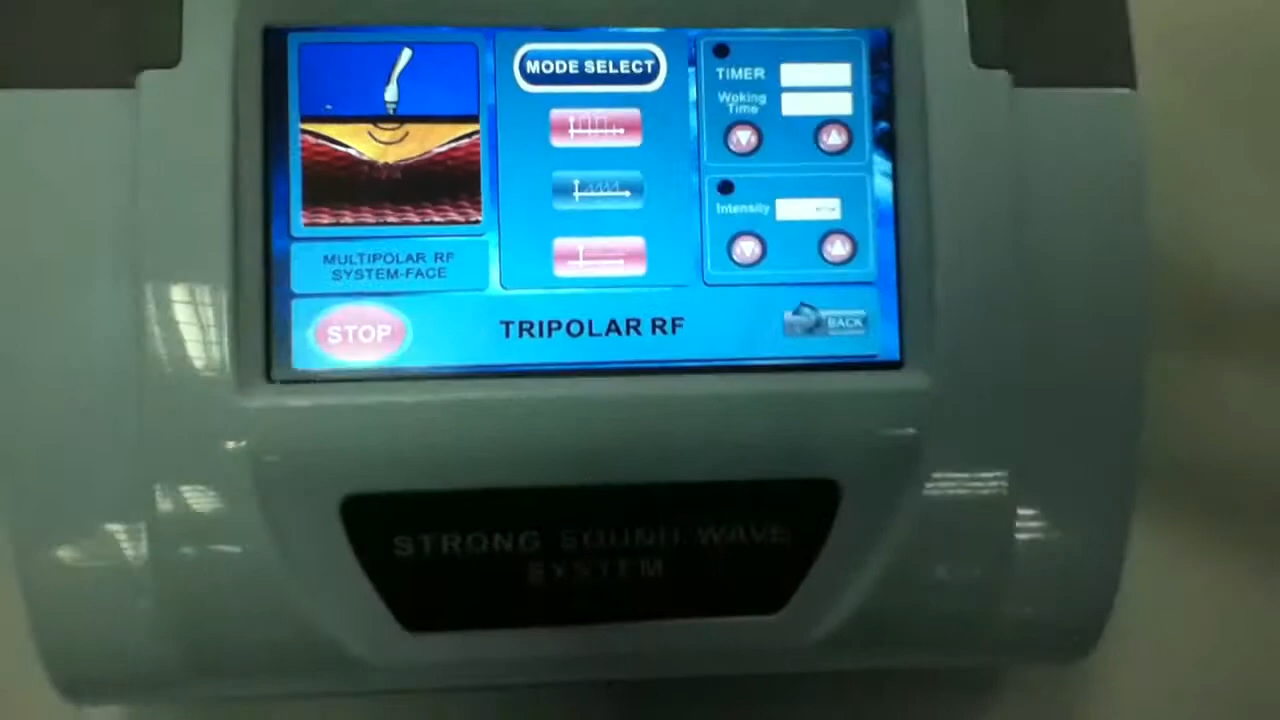 MODE SELECT
TIMER
Woking
Time
Intensity
MULTIPOLAR RF
SYSTEM-FACE
STOP
TRIPOLAR RF
BACK
STRONG SOUND WAVE
SYSTEM